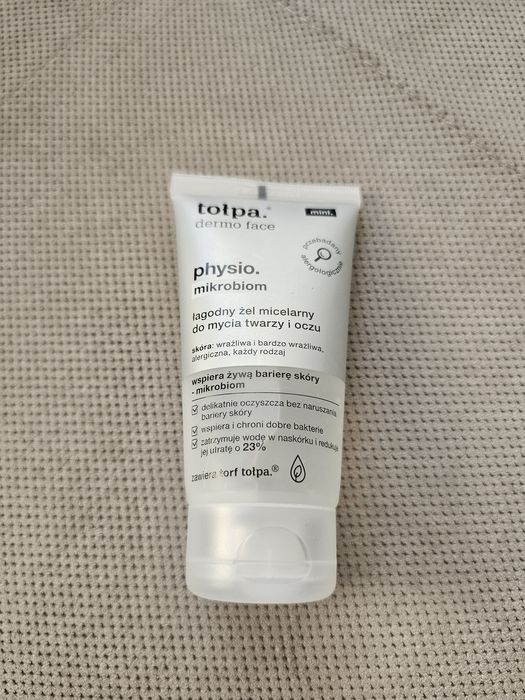 tołpa.®
mini.
dermo face
przebadany alergologicznie
physio.
mikrobiom
łagodny żel micelarny
do mycia twarzy i oczu
skóra: wrażliwa i bardzo wrażliwa,
alergiczna, każdy rodzaj
wspiera żywą barierę skóry
- mikrobiom
delikatnie oczyszcza bez naruszania
bariery skóry
wspiera i chroni dobre bakterie
zatrzymuje wodę w naskórku i redukuje
jej utratę o 23%
zawiera torf tołpa.®